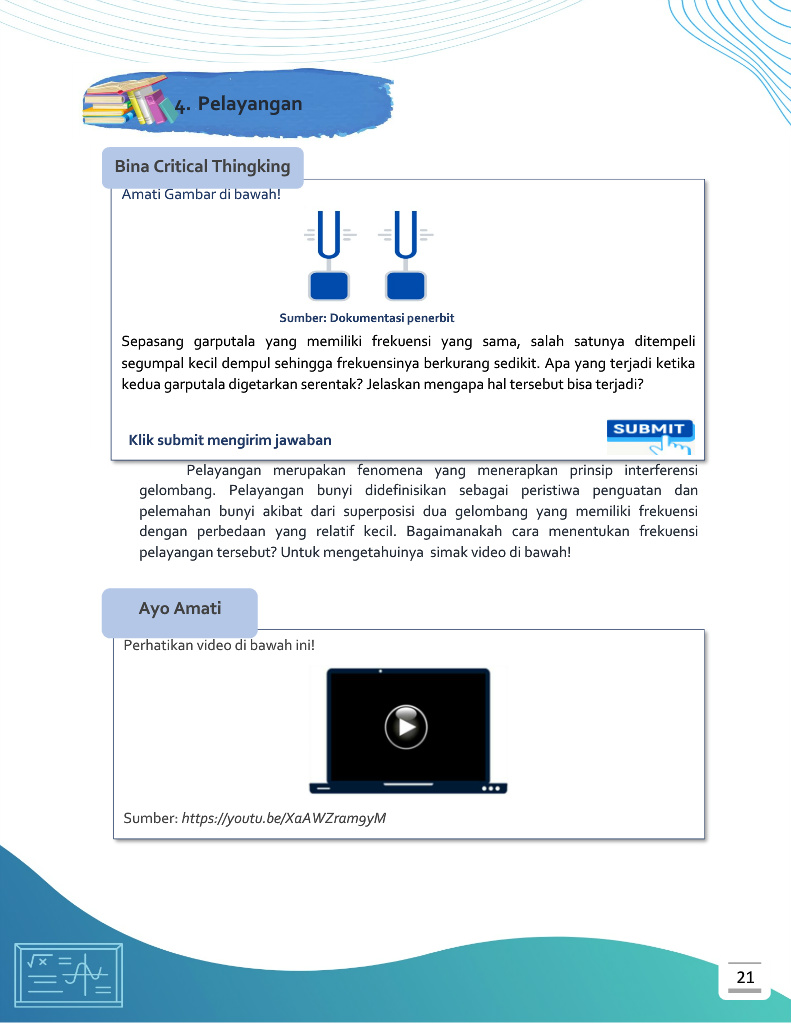 4. Pelayangan
Bina Critical Thingking
Amati Gambar di bawah!
Sumber: Dokumentasi penerbit
Sepasang garputala yang memiliki frekuensi yang sama, salah satunya ditempeli
segumpal kecil dempul sehingga frekuensinya berkurang sedikit. Apa yang terjadi ketika
kedua garputala digetarkan serentak? Jelaskan mengapa hal tersebut bisa terjadi?
Klik submit mengirim jawaban
SUBMIT
Pelayangan merupakan fenomena yang menerapkan prinsip interferensi
gelombang. Pelayangan bunyi didefinisikan sebagai peristiwa penguatan dan
pelemahan bunyi akibat dari superposisi dua gelombang yang memiliki frekuensi
dengan perbedaan yang relatif kecil. Bagaimanakah cara menentukan frekuensi
pelayangan tersebut? Untuk mengetahuinya simak video di bawah!
Ayo Amati
Perhatikan video di bawah ini!
Sumber: https://youtu.be/XaAWZram9yM
√x
21